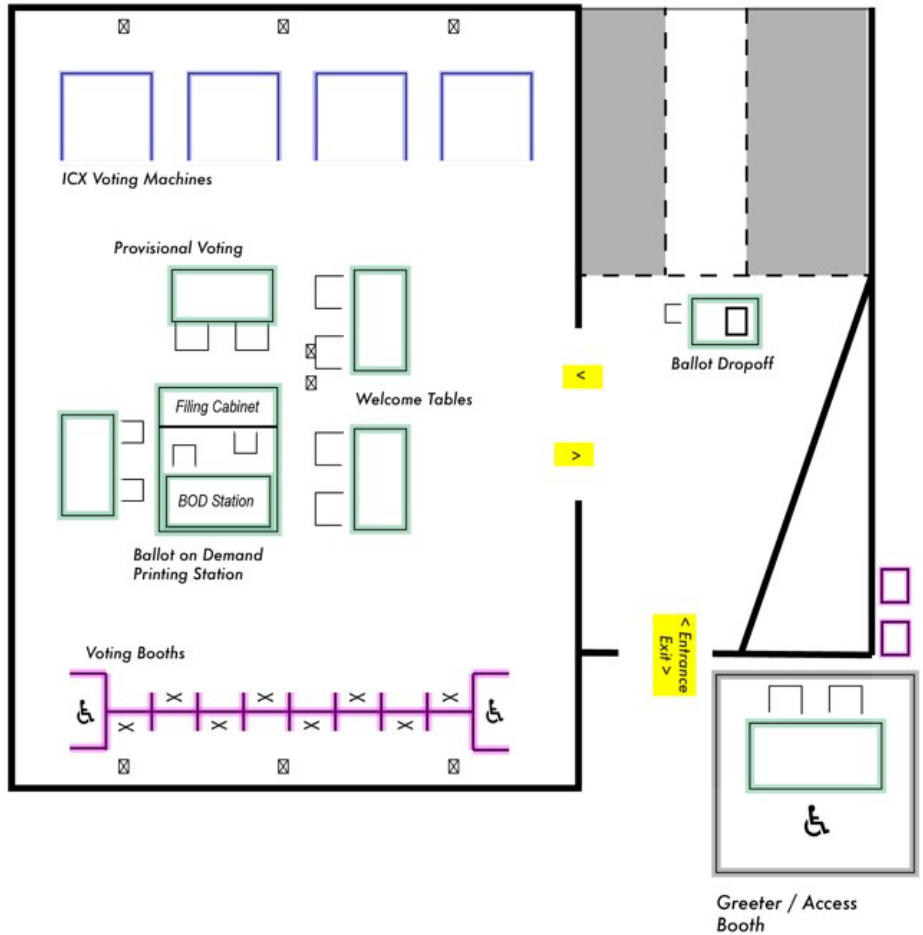 ICX Voting Machines
Provisional Voting
Ballot Dropoff
<
Welcome Tables
Filing Cabinet
>
BOD Station
Ballot on Demand
Printing Station
< Entrance
Exit >
Voting Booths
X X X X
X X X X
Greeter / Access
Booth